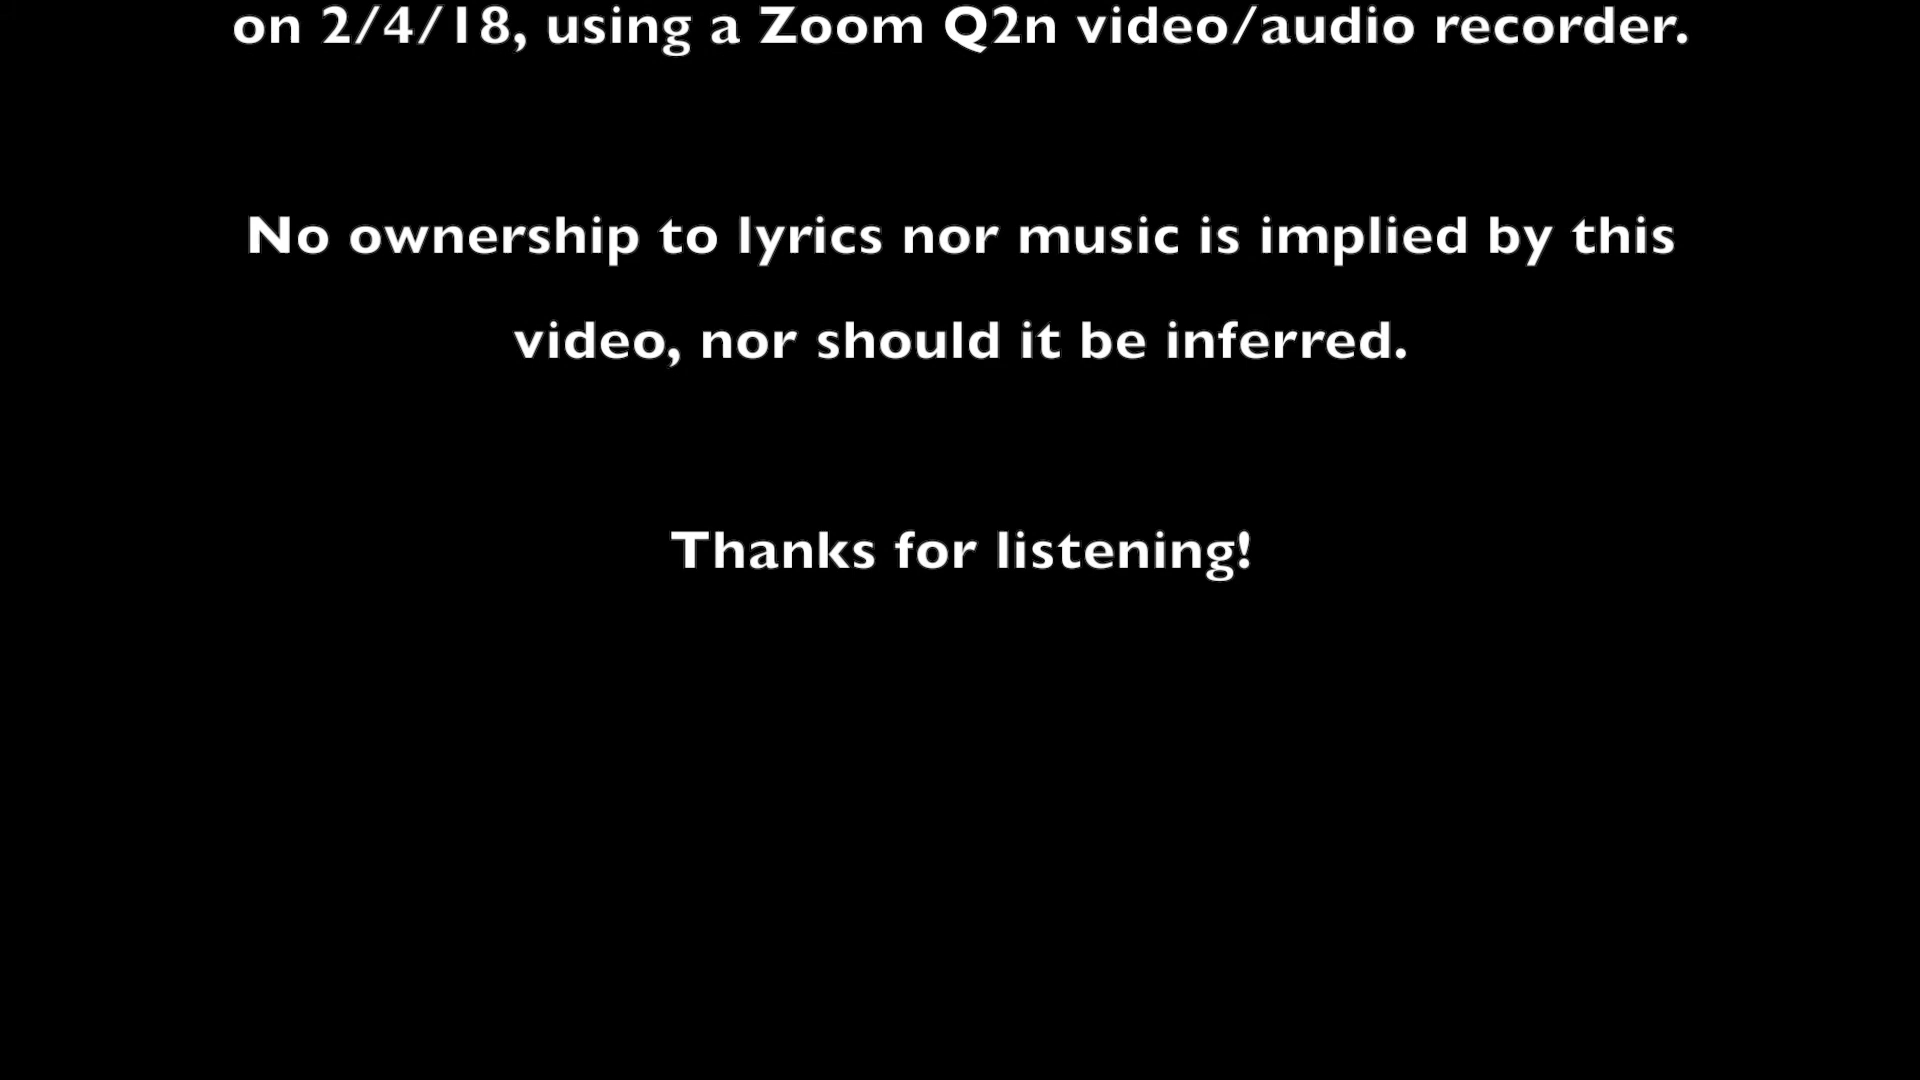 on 2/4/18, using a Zoom Q2n video/audio recorder.
No ownership to lyrics nor music is implied by this
video, nor should it be inferred.
Thanks for listening!